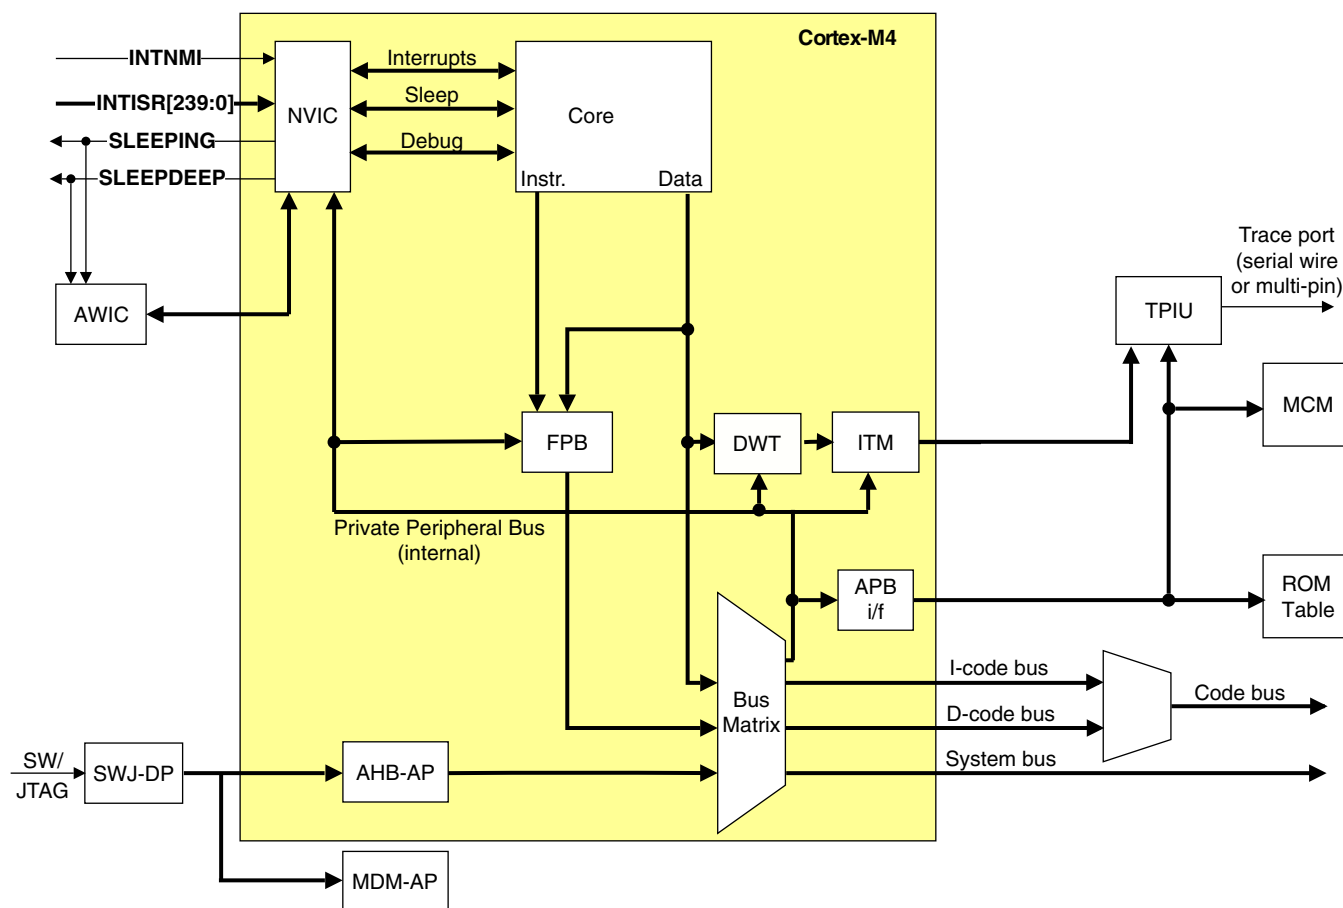 Cortex-M4
INTNMI
INTISR[239:0]
SLEEPING
SLEEPDEEP
NVIC
Interrupts
Sleep
Debug
Core
Instr.
Data
AWIC
Trace port
(serial wire
or multi-pin)
TPIU
MCM
FPB
DWT
ITM
Private Peripheral Bus
(internal)
APB
i/f
ROM
Table
Bus
Matrix
I-code bus
D-code bus
System bus
Code bus
SW/
JTAG
SWJ-DP
AHB-AP
MDM-AP